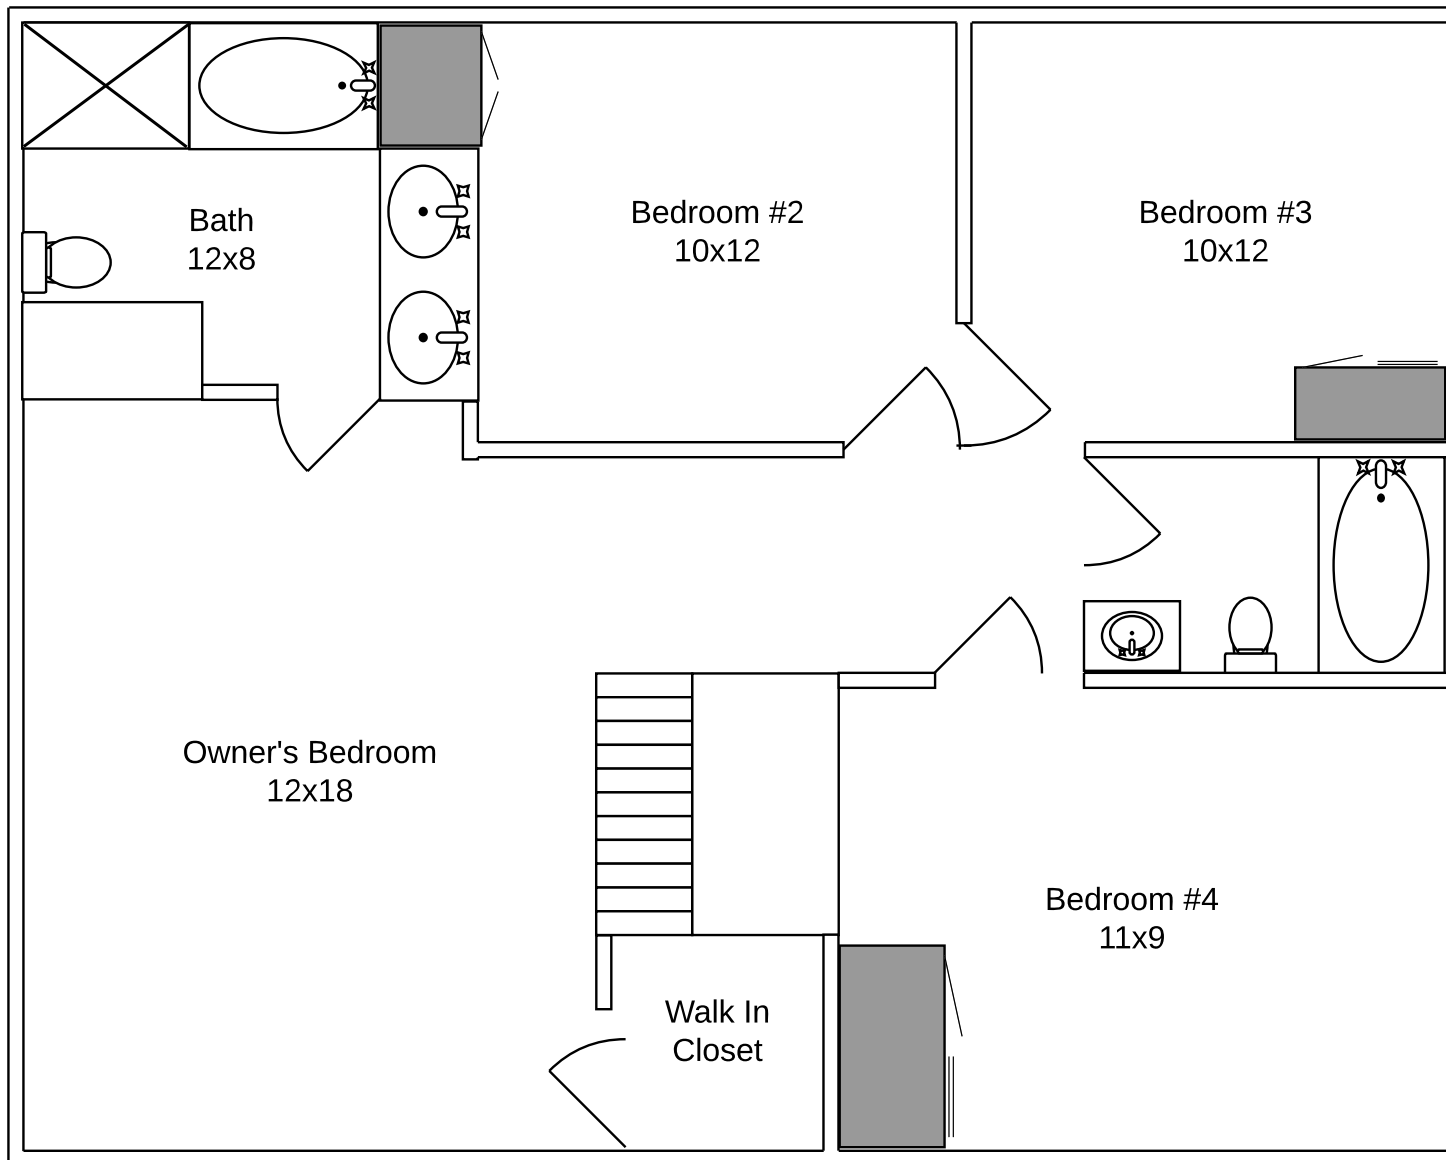 Bath
12x8
Bedroom #2
10x12
Bedroom #3
10x12
Owner's Bedroom
12x18
Bedroom #4
11x9
Walk In
Closet